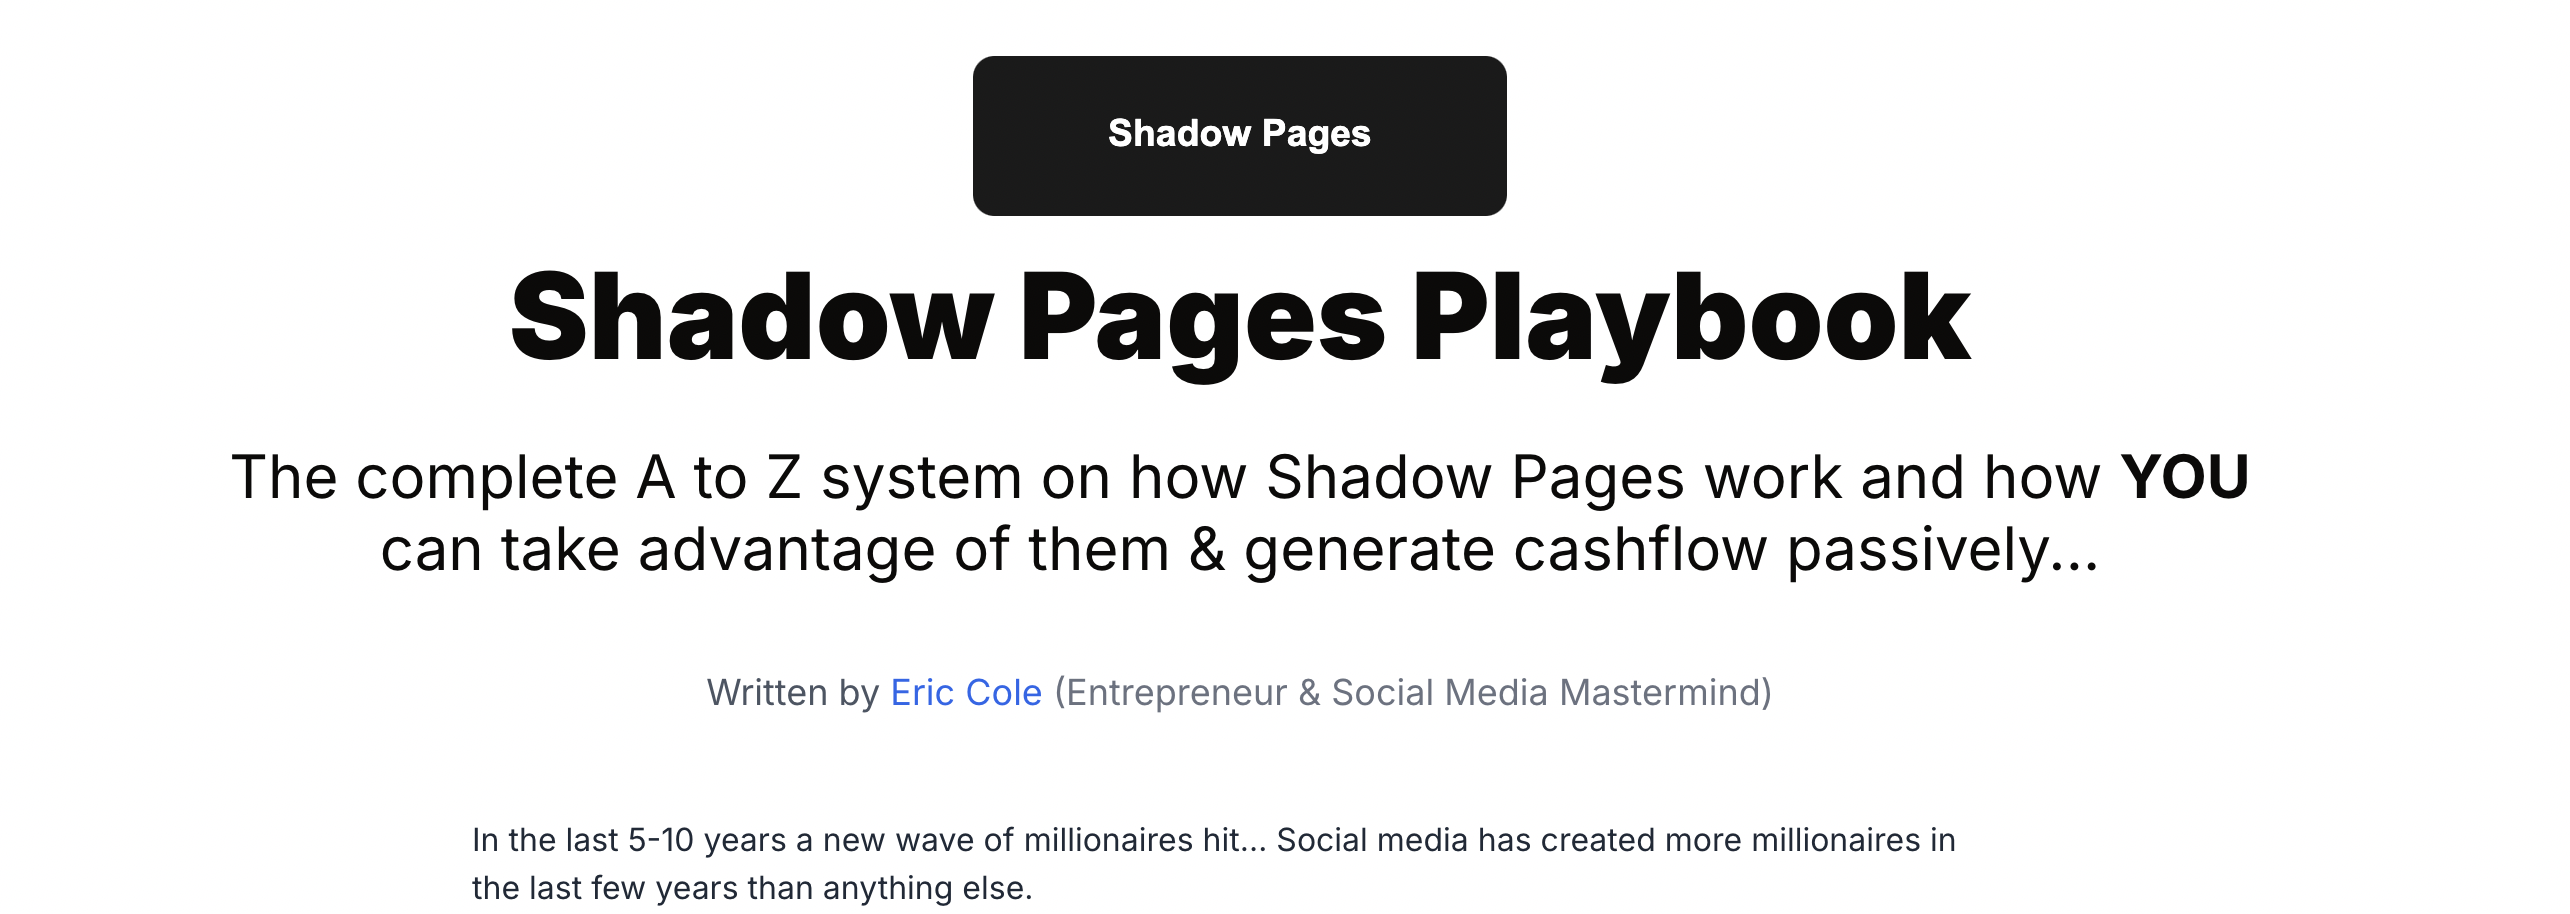 Shadow Pages
Shadow Pages Playbook
The complete A to Z system on how Shadow Pages work and how YOU
can take advantage of them & generate cashflow passively...
Written by Eric Cole (Entrepreneur & Social Media Mastermind)
In the last 5-10 years a new wave of millionaires hit... Social media has created more millionaires in
the last few years than anything else.